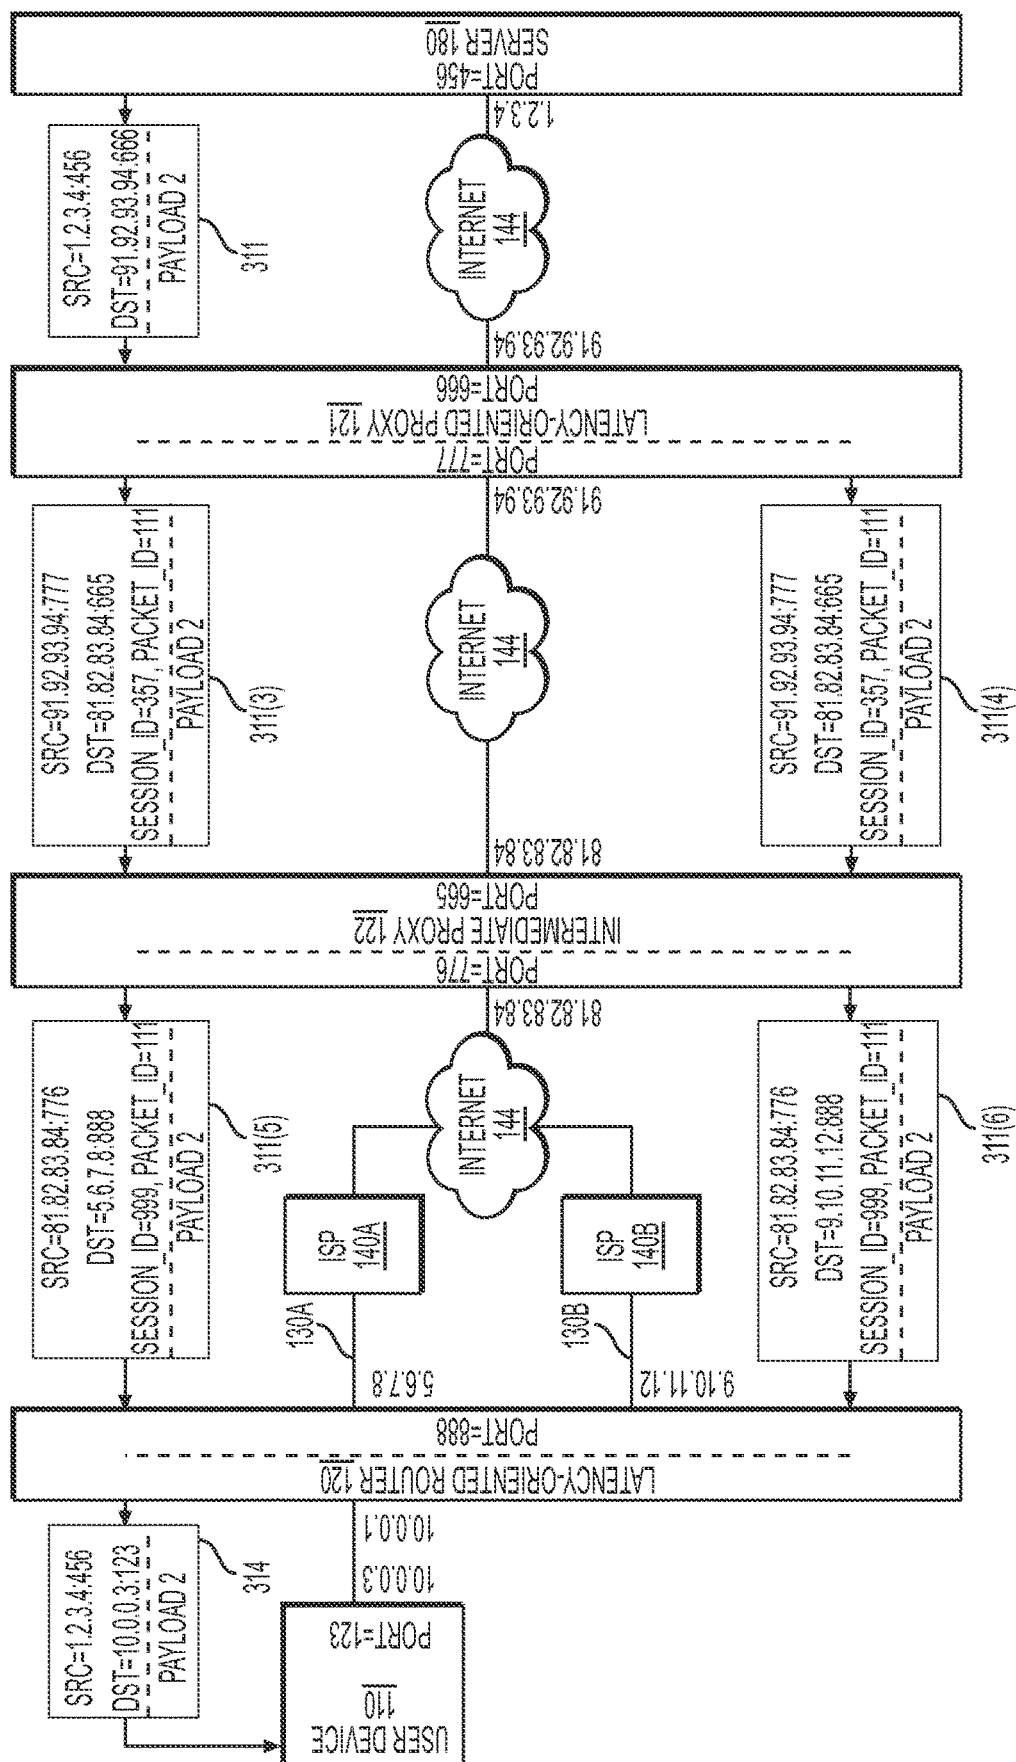 SERVER 180
PORT=456
1.2.3.4
SRC=1.2.3.4:456
DST=91.92.93.94:666
PAYLOAD 2
311
INTERNET
144
91.92.93.94
PORT=666
LATENCY-ORIENTED PROXY 121
PORT=777
91.92.93.94
SRC=91.92.93.94:777
DST=81.82.83.84:665
SESSION_ID=357, PACKET_ID=111
PAYLOAD 2
311(3)
INTERNET
144
SRC=91.92.93.94:777
DST=81.82.83.84:665
SESSION_ID=357, PACKET_ID=111
PAYLOAD 2
311(4)
81.82.83.84
PORT=665
INTERMEDIATE PROXY 122
PORT=776
81.82.83.84
SRC=81.82.83.84:776
DST=5.6.7.8:888
SESSION_ID=999, PACKET_ID=111
PAYLOAD 2
311(5)
INTERNET
144
ISP
140A
130A
5.6.7.8
ISP
140B
130B
9.10.11.12
SRC=81.82.83.84:776
DST=9.10.11.12:888
SESSION_ID=999, PACKET_ID=111
PAYLOAD 2
311(6)
PORT=888
LATENCY-ORIENTED ROUTER 120
10.0.0.1
10.0.0.3
SRC=1.2.3.4:456
DST=10.0.0.3:123
PAYLOAD 2
314
PORT=123
USER DEVICE
110